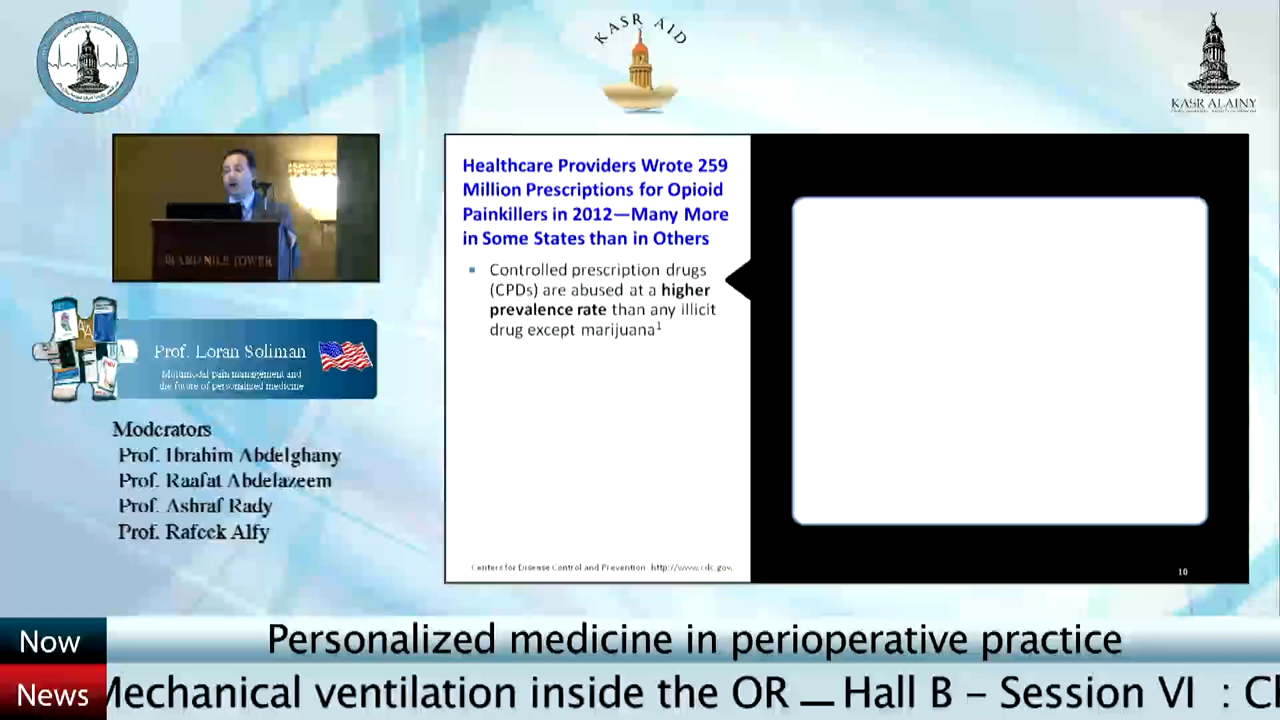 KASR AID
KASR ALAINY
GRAND NILE TOWER
Healthcare Providers Wrote 259
Million Prescriptions for Opioid
Painkillers in 2012—Many More
in Some States than in Others
Controlled prescription drugs
(CPDs) are abused at a higher
prevalence rate than any illicit
drug except marijuana1
Centers for Disease Control and Prevention http://www.cdc.gov
10
Prof. Loran Soliman
Multimodal pain management and
the future of personalized medicine
Moderators
Prof. Ibrahim Abdelghany
Prof. Raafat Abdelazeem
Prof. Ashraf Rady
Prof. Rafeek Alfy
Now
Personalized medicine in perioperative practice
News
Mechanical ventilation inside the OR — Hall B – Session VI :